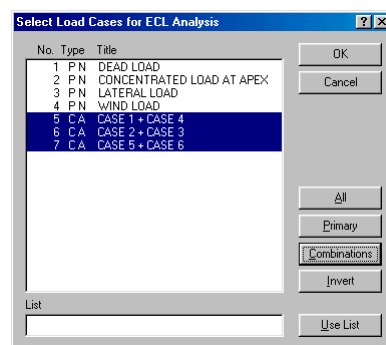 Select Load Cases for ECL Analysis
No. Type Title
1 P N DEAD LOAD
2 P N CONCENTRATED LOAD AT APEX
3 P N LATERAL LOAD
4 P N WIND LOAD
5 C A CASE 1 + CASE 4
6 C A CASE 2 + CASE 3
7 C A CASE 5 + CASE 6
OK
Cancel
All
Primary
Combinations
Invert
List
Use List